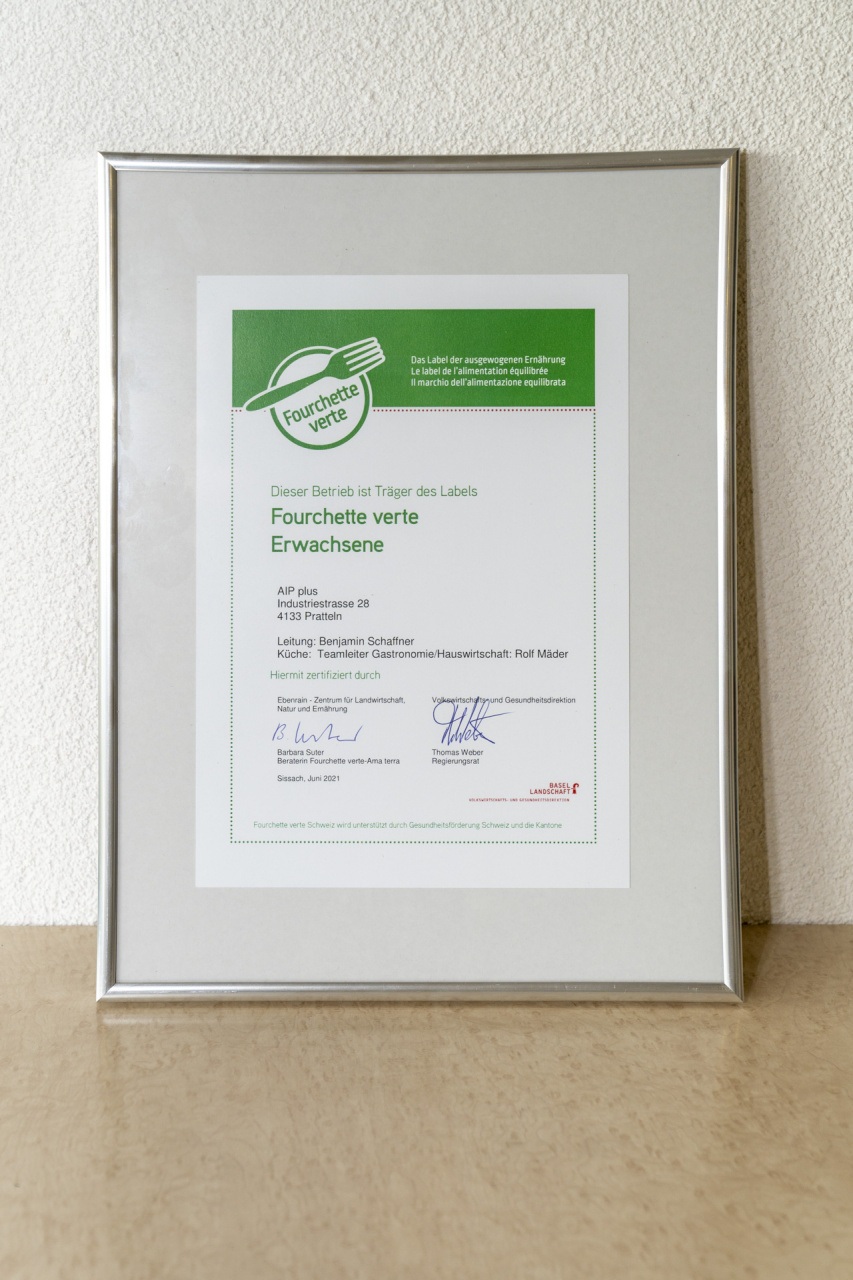 Fourchette
verte
Das Label der ausgewogenen Ernährung
Le label de l'alimentation équilibrée
Il marchio dell'alimentazione equilibrata
Dieser Betrieb ist Träger des Labels
Fourchette verte
Erwachsene
AIP plus
Industriestrasse 28
4133 Pratteln
Leitung: Benjamin Schaffner
Küche: Teamleiter Gastronomie/Hauswirtschaft: Rolf Mäder
Hiermit zertifiziert durch
Ebenrain - Zentrum für Landwirtschaft,
Natur und Ernährung
Barbara Suter
Beraterin Fourchette verte-Ama terra
Sissach, Juni 2021
Volkswirtschafts- und Gesundheitsdirektion
Thomas Weber
Regierungsrat
BASEL
LANDSCHAFT
VOLKSWIRTSCHAFTS- UND GESUNDHEITSDIREKTION
Fourchette verte Schweiz wird unterstützt durch Gesundheitsförderung Schweiz und die Kantone